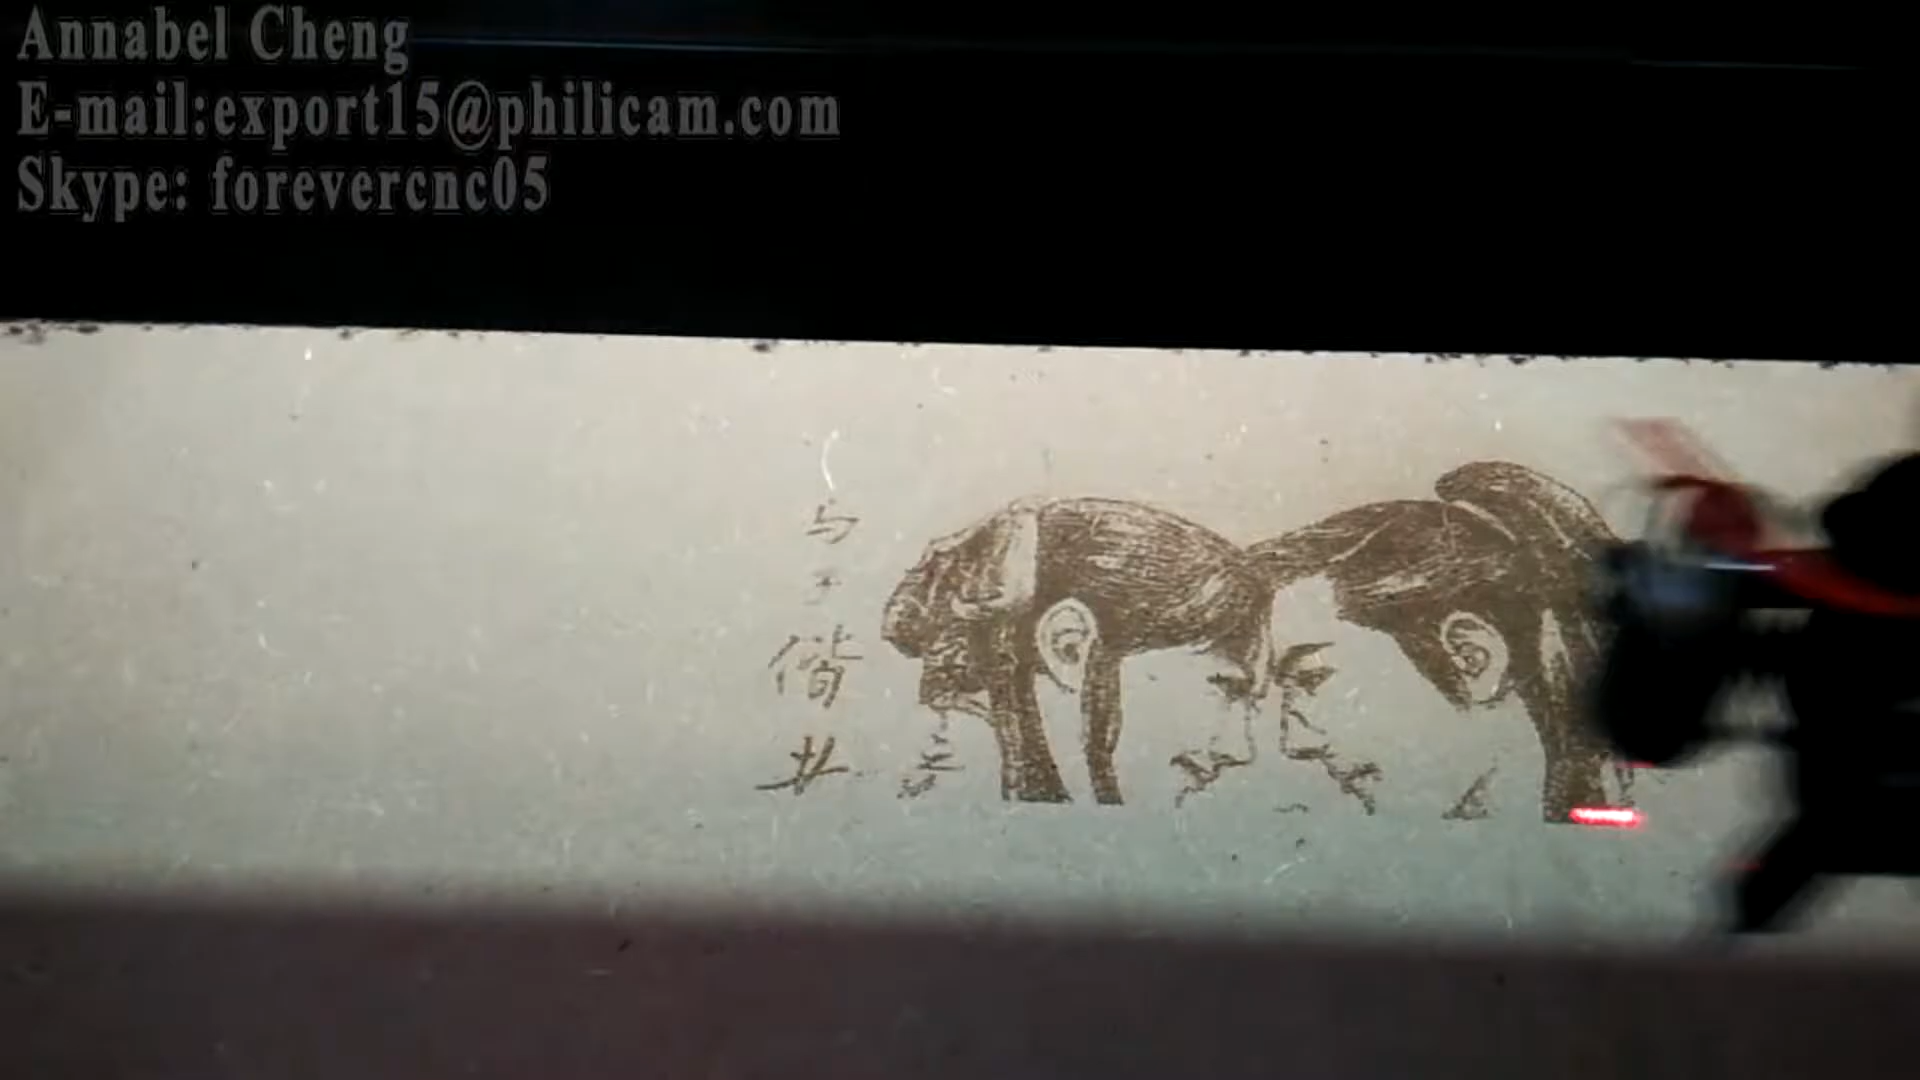 Annabel Cheng
E-mail:export15@philicam.com
Skype: forevercnc05
与
子
偕